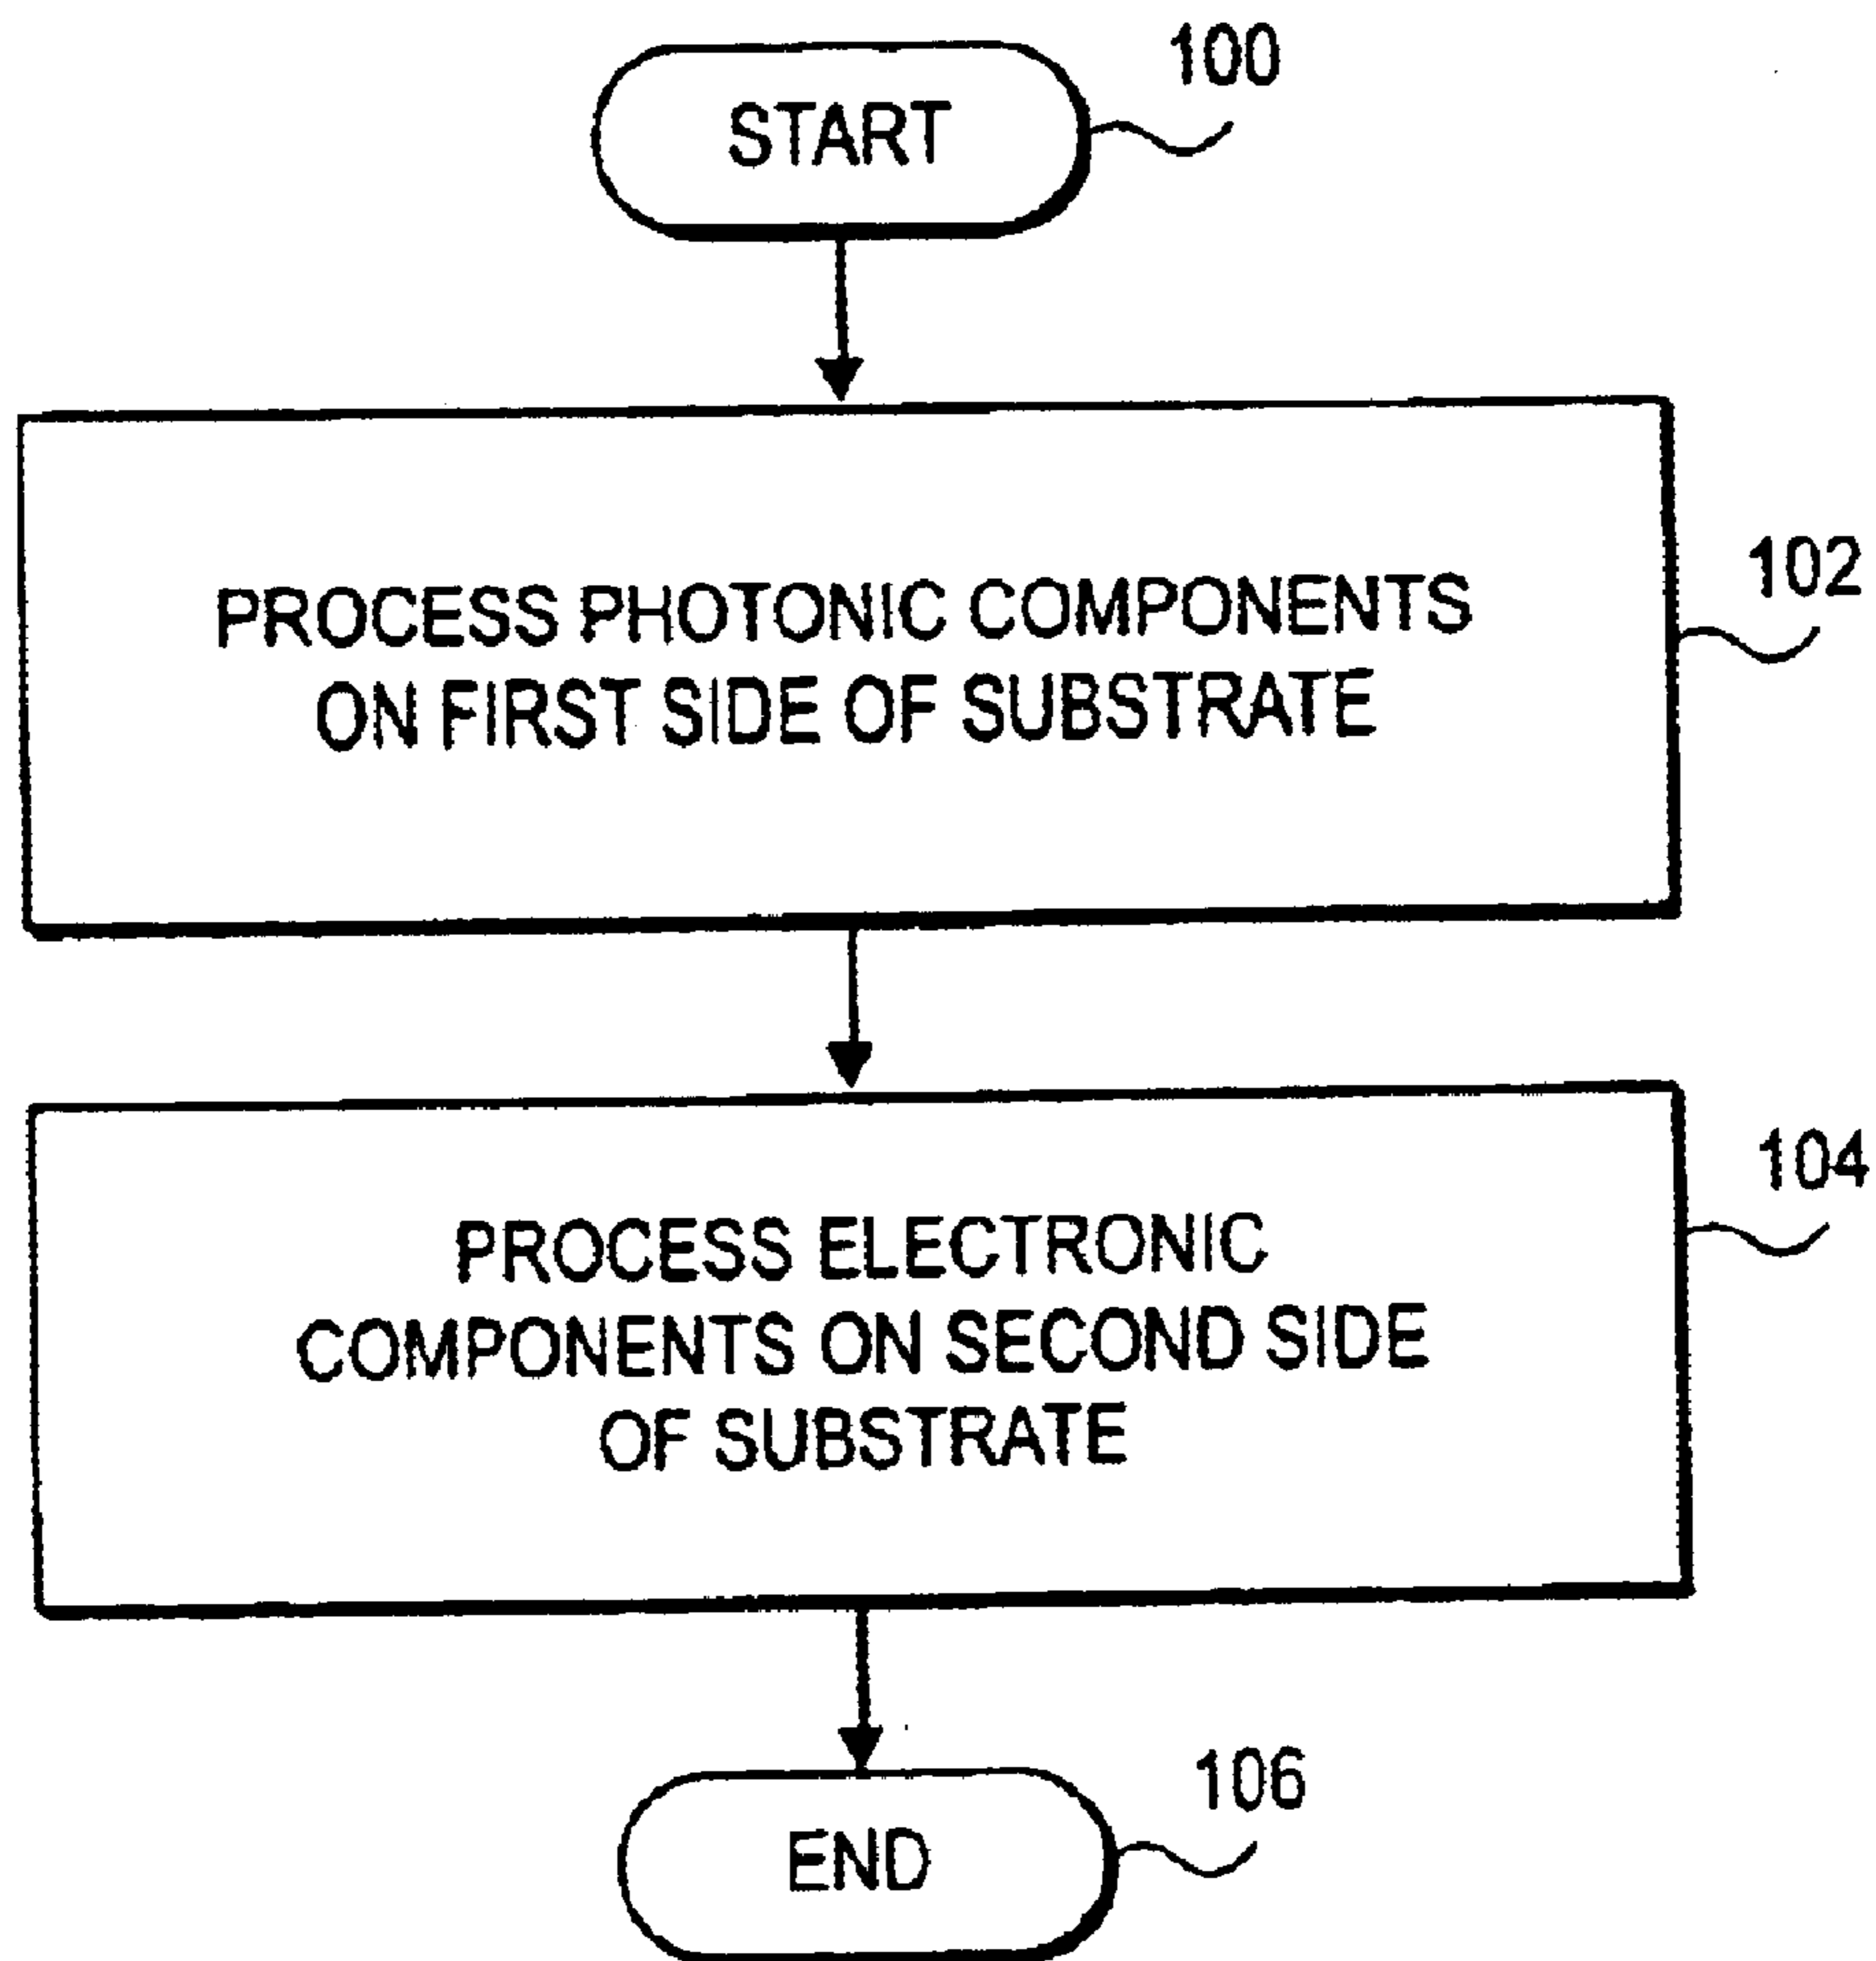 100
START
102
PROCESS PHOTONIC COMPONENTS
ON FIRST SIDE OF SUBSTRATE
104
PROCESS ELECTRONIC
COMPONENTS ON SECOND SIDE
OF SUBSTRATE
106
END